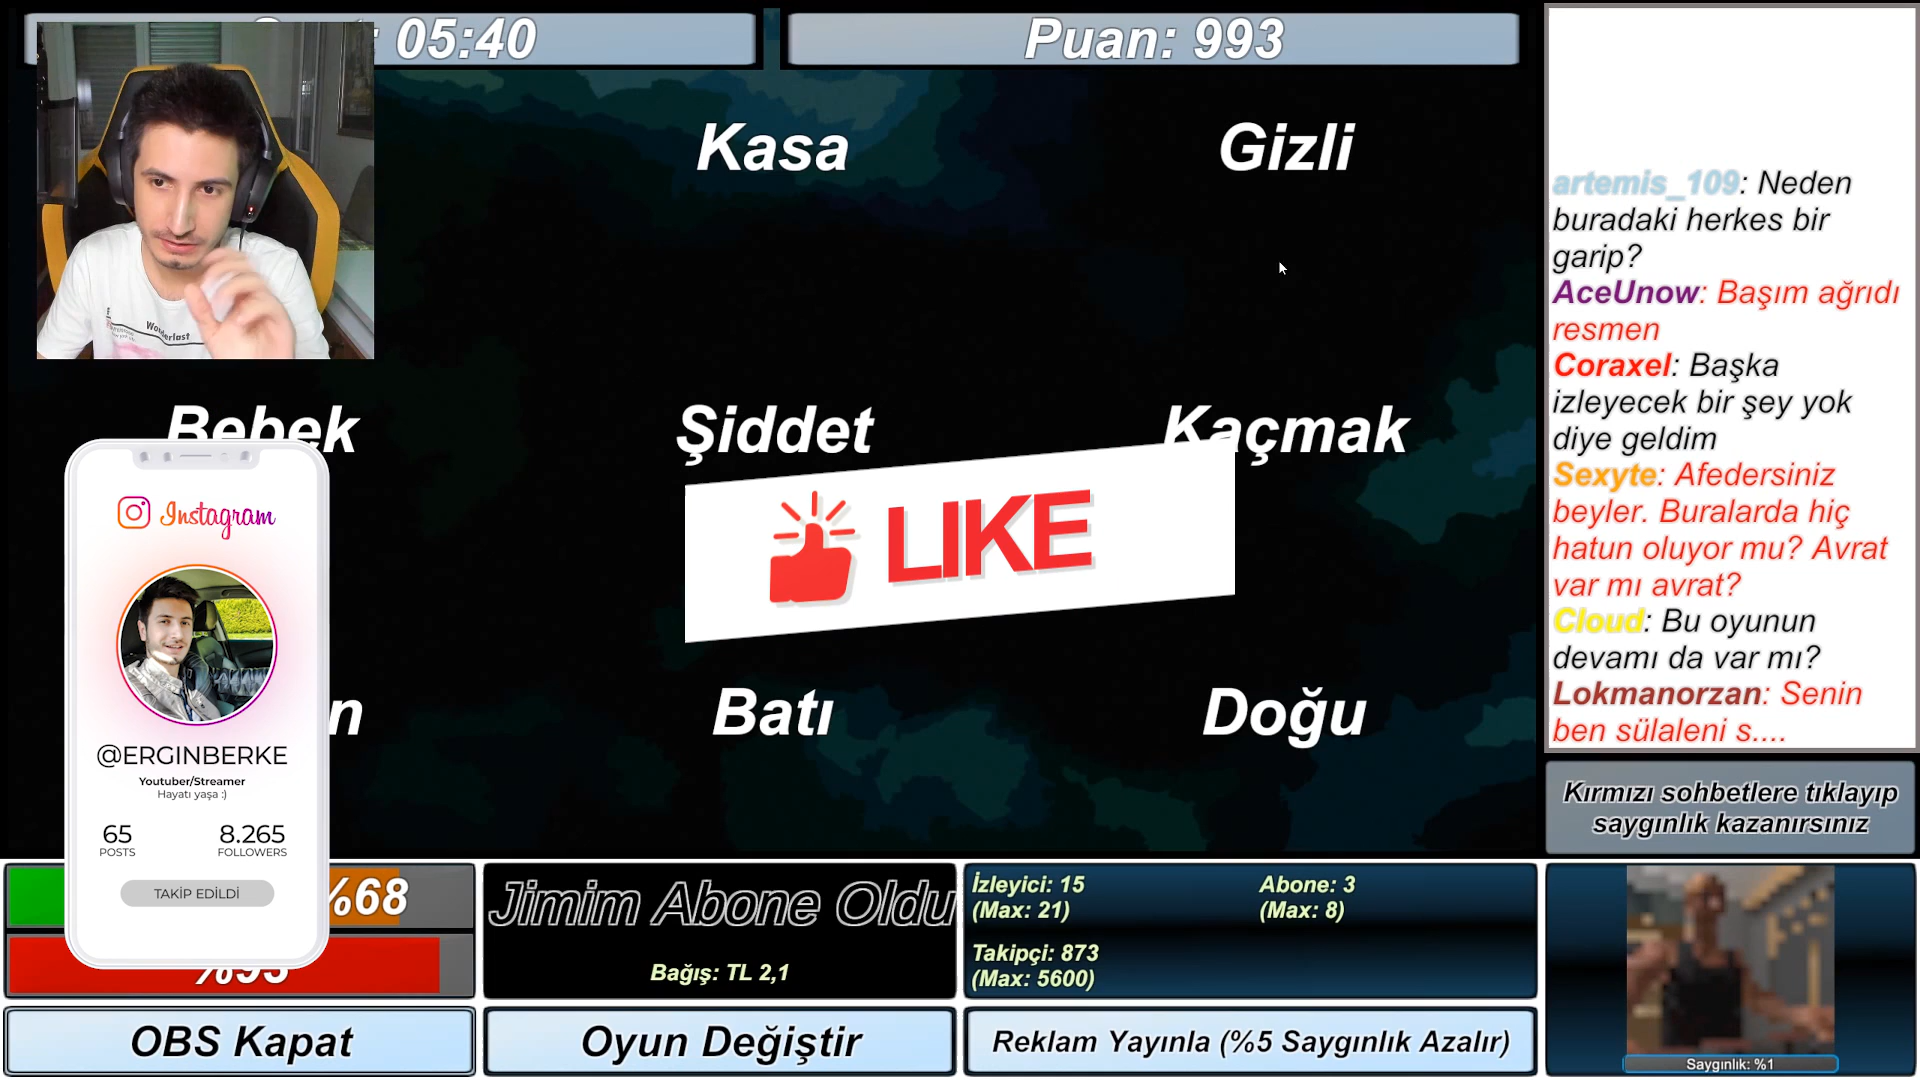 : 05:40
Puan: 993
Kasa
Gizli
Bebek
Şiddet
Kaçmak
LIKE
Batı
Doğu
Instagram
@ERGINBERKE
Youtuber/Streamer
Hayatı yaşa :)
65
8.265
POSTS
FOLLOWERS
TAKİP EDİLDİ
%68
%93
Jimim Abone Oldu
Bağış: TL 2,1
İzleyici: 15
(Max: 21)
Abone: 3
(Max: 8)
Takipçi: 873
(Max: 5600)
OBS Kapat
Oyun Değiştir
Reklam Yayınla (%5 Saygınlık Azalır)
artemis_109: Neden
buradaki herkes bir
garip?
AceUnow: Başım ağrıdı
resmen
Coraxel: Başka
izleyecek bir şey yok
diye geldim
Sexyte: Afedersiniz
beyler. Buralarda hiç
hatun oluyor mu? Avrat
var mı avrat?
Cloud: Bu oyunun
devamı da var mı?
Lokmanorzan: Senin
ben sülaleni s....
Kırmızı sohbetlere tıklayıp
saygınlık kazanırsınız
Saygınlık: %1